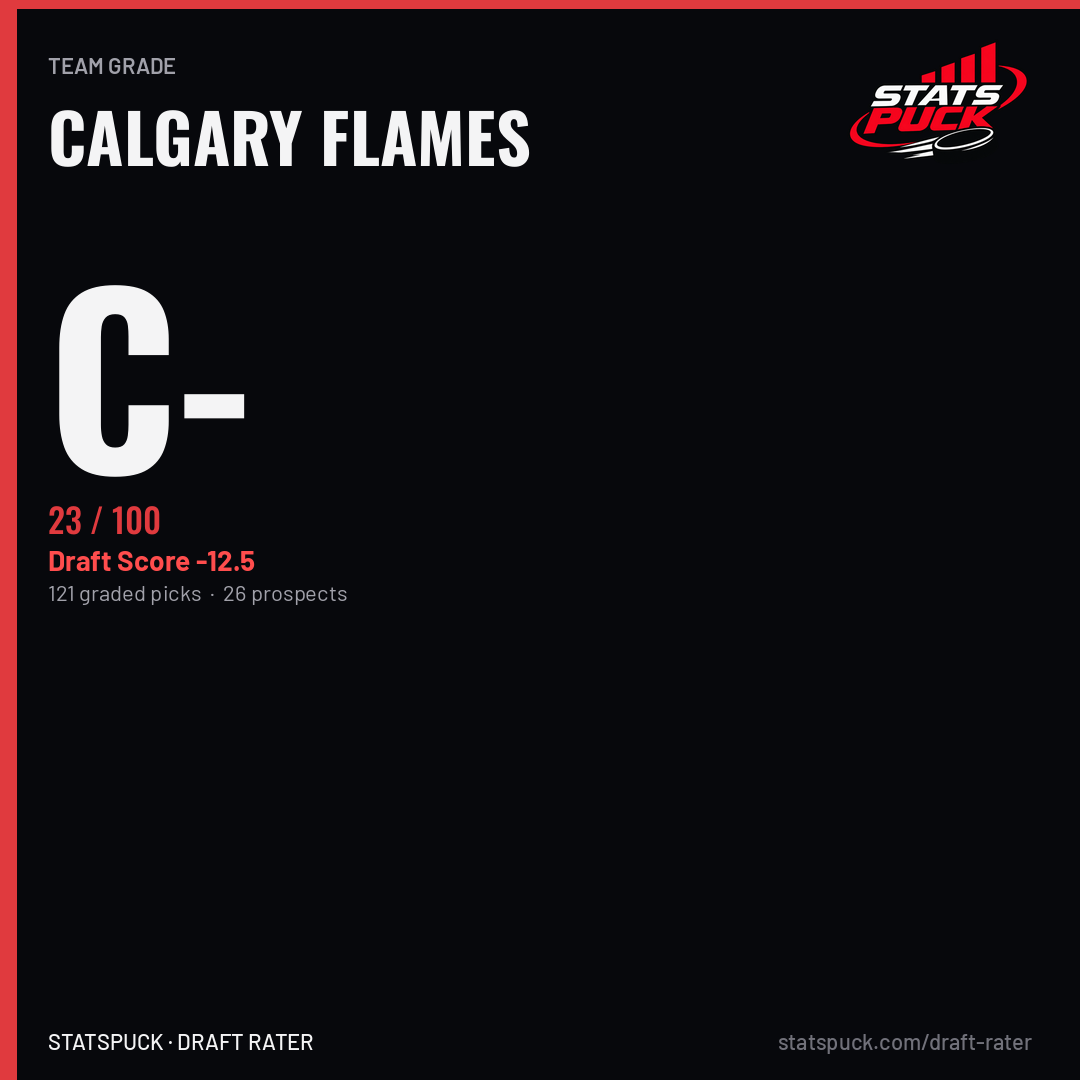 TEAM GRADE
CALGARY FLAMES
STATS
PUCK
C-
23 / 100
Draft Score -12.5
121 graded picks · 26 prospects
STATSPUCK · DRAFT RATER
statspuck.com/draft-rater